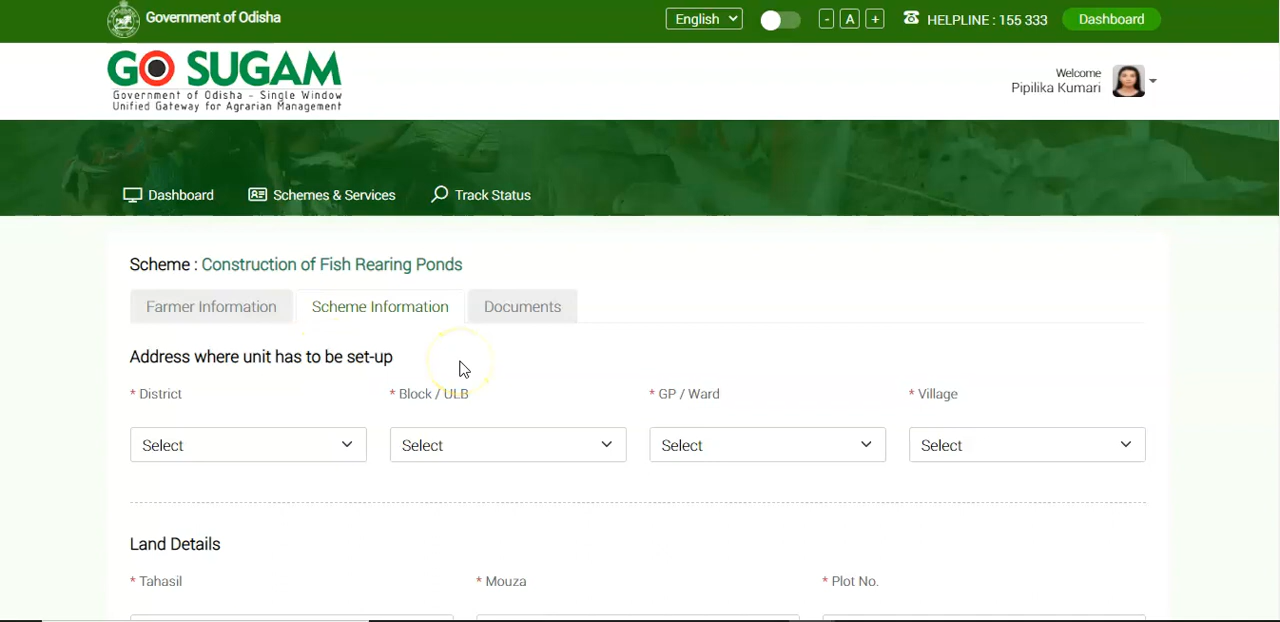 Government of Odisha
English
- A +
HELPLINE : 155 333
Dashboard
GO SUGAM
Government of Odisha - Single Window
Unified Gateway for Agrarian Management
Welcome
Pipilika Kumari
Dashboard
Schemes & Services
Track Status
Scheme : Construction of Fish Rearing Ponds
Farmer Information
Scheme Information
Documents
Address where unit has to be set-up
* District
* Block / ULB
* GP / Ward
* Village
Select
Select
Select
Select
Land Details
* Tahasil
* Mouza
* Plot No.